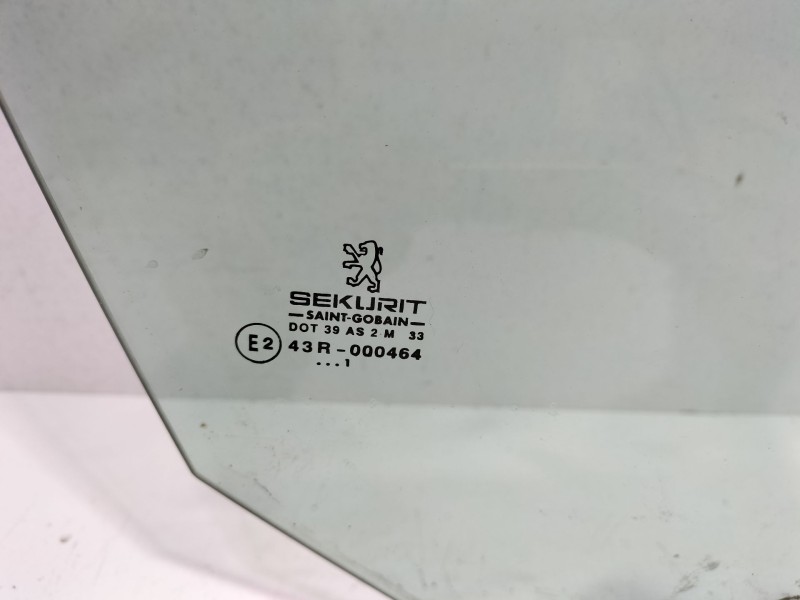 SEKURIT
SAINT-GOBAIN
DOT 39 AS 2 M 33
E2 43R-000464
...1